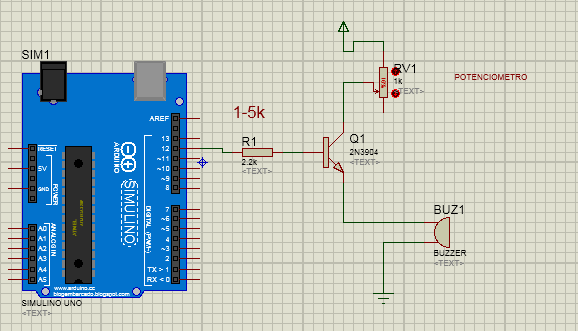 SIM1
RV1
1k
<TEXT>
POTENCIOMETRO
50%
1-5k
R1
2.2k
<TEXT>
Q1
2N3904
<TEXT>
BUZ1
BUZZER
<TEXT>
AREF
13
12
~11
~10
~9
8
7
~6
~5
4
~3
2
TX > 1
RX < 0
RESET
5V
GND
POWER
A0
A1
A2
A3
A4
A5
ANALOG IN
ARDUINO
SIMULINO
DIGITAL (PWM~)
www.arduino.cc
blogembarcado.blogspot.com
SIMULINO UNO
<TEXT>